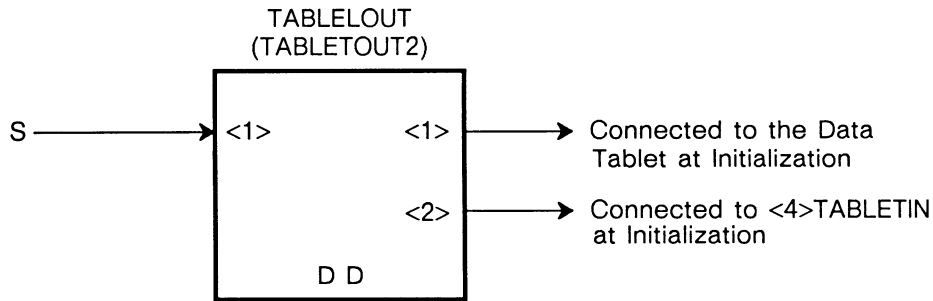 TABLELOUT
(TABLETOUT2)
S
<1>
<1>
Connected to the Data
Tablet at Initialization
<2>
Connected to <4>TABLETIN
at Initialization
D D